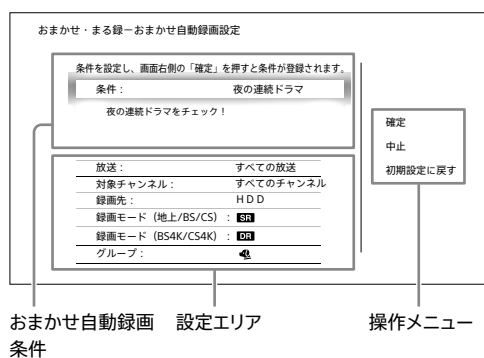 おまかせ・まる録－おまかせ自動録画設定
条件を設定し、画面右側の「確定」を押すと条件が登録されます。
条件： 夜の連続ドラマ
夜の連続ドラマをチェック！
確定
中止
初期設定に戻す
放送： すべての放送
対象チャンネル： すべてのチャンネル
録画先： ＨＤＤ
録画モード（地上/BS/CS）： SR
録画モード（BS4K/CS4K）： DR
グループ：
おまかせ自動録画条件
設定エリア
操作メニュー